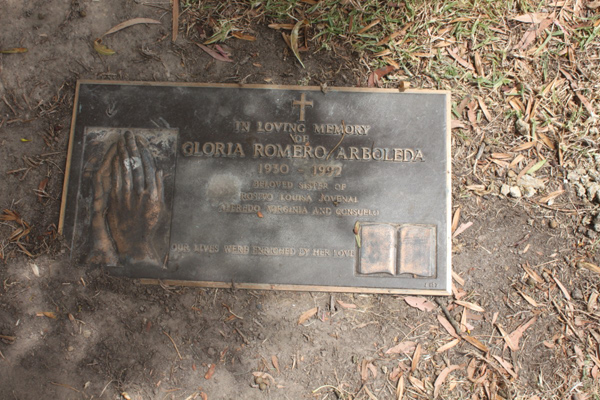 IN LOVING MEMORY
OF
GLORIA ROMERO ARBOLEDA
1930 - 1992
BELOVED SISTER OF
LOURIA JOVENAL
VIRGINIA AND CONSUELO
OUR LIVES WERE ENRICHED BY HER LOVE